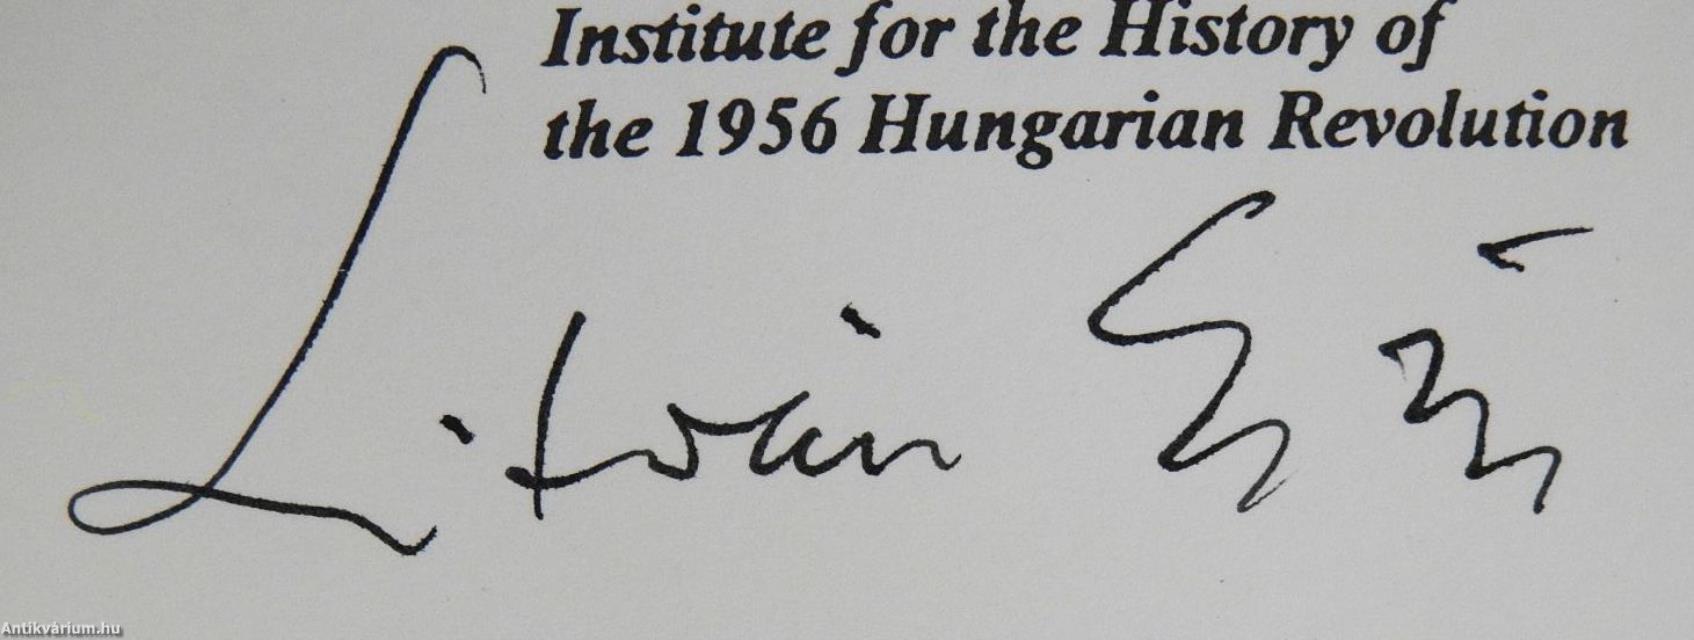 Institute for the History of
the 1956 Hungarian Revolution
Litván
Antikvárium.hu